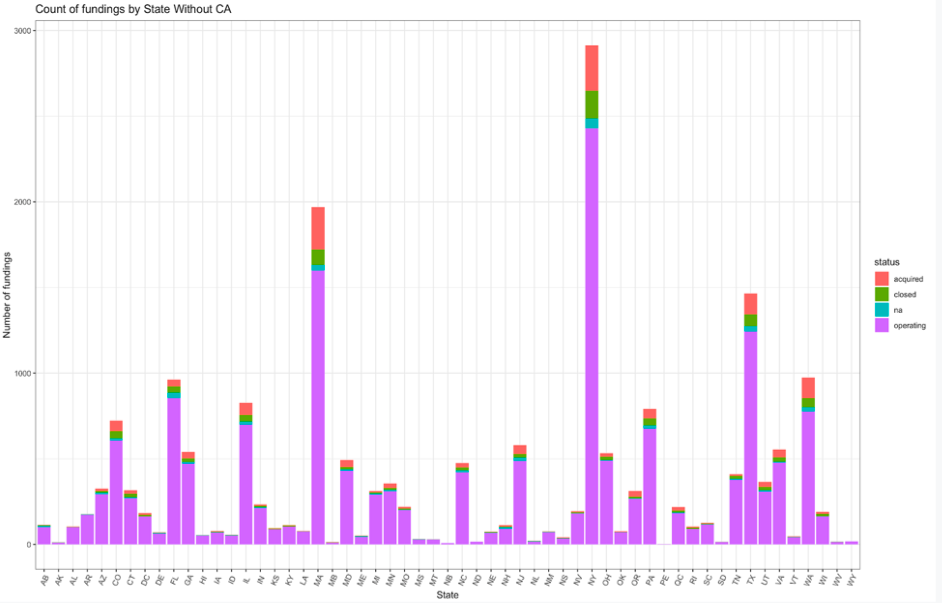 Count of fundings by State Without CA
3000
2000
1000
0
Number of fundings
AB AK AL AR AZ CO CT DC DE FL GA HI IA ID IL IN KS KY LA MA MB MD ME MI MN MO MS MT NB NC ND NE NH NJ NL NM NS NV NY OH OK OR PA PE QC RI SC SD TN TX UT VA VT WA WI WV WY
State
status
acquired
closed
na
operating